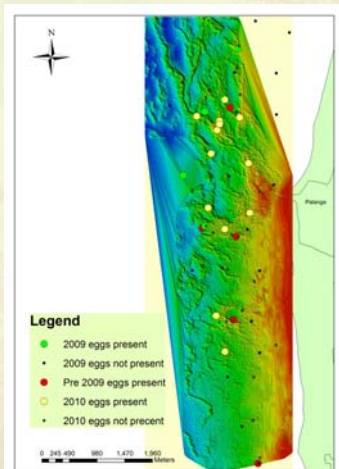 N
Palanga
Legend
2009 eggs present
2009 eggs not present
Pre 2009 eggs present
2010 eggs present
2010 eggs not precent
0 245 490 980 1,470 1,960
Meters